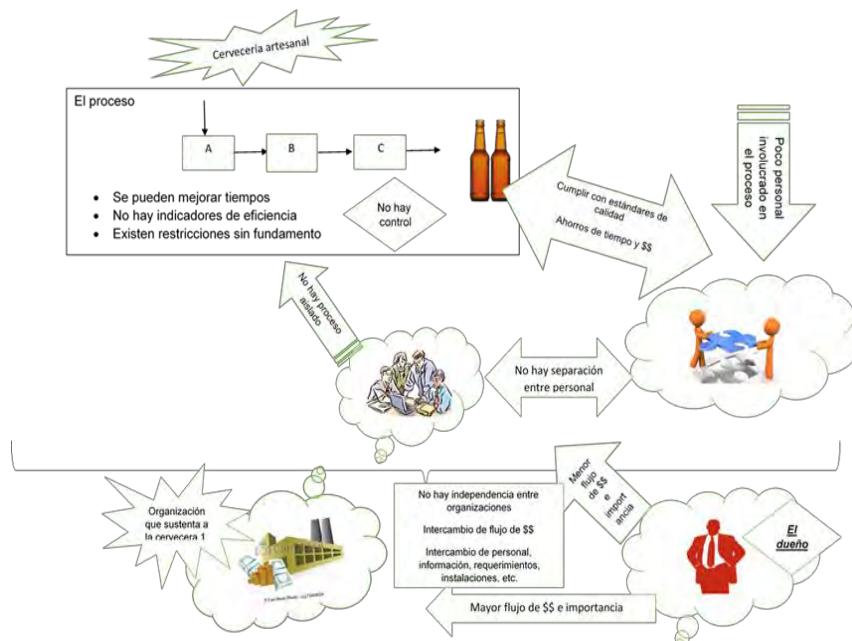 Cervecería artesanal
El proceso
A
B
C
• Se pueden mejorar tiempos
• No hay indicadores de eficiencia
• Existen restricciones sin fundamento
No hay
control
Cumplir con estándares de
calidad
Ahorros de tiempo y $$
Poco personal
involucrado en
el proceso
No hay proceso
aislado
No hay separación
entre personal
Organización
que sustenta a
la cervecera 1
No hay independencia entre
organizaciones
Intercambio de flujo de $$
Intercambio de personal,
información, requerimientos,
instalaciones, etc.
Menor
flujo
de $$
e
import
ancia
El
dueño
Mayor flujo de $$ e importancia